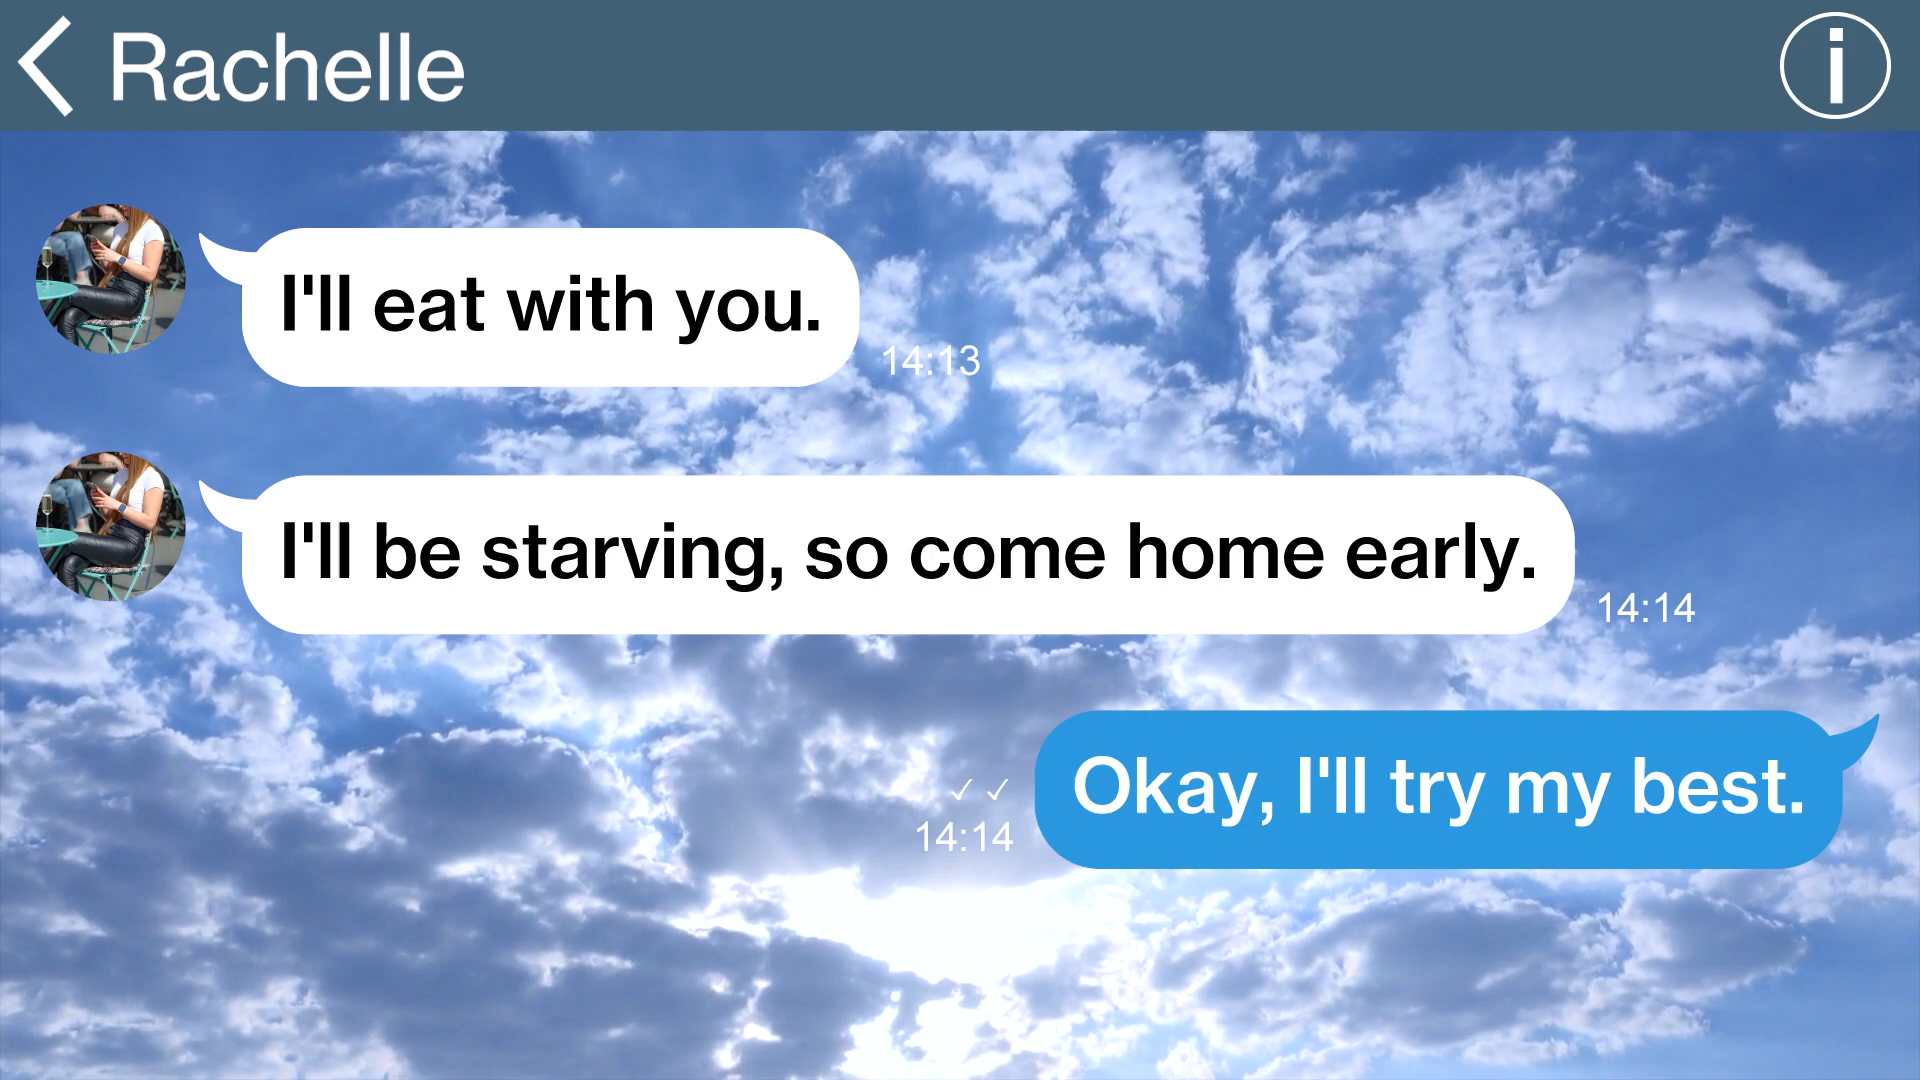 Rachelle
I'll eat with you.
14:13
I'll be starving, so come home early.
14:14
Okay, I'll try my best.
✓ ✓
14:14